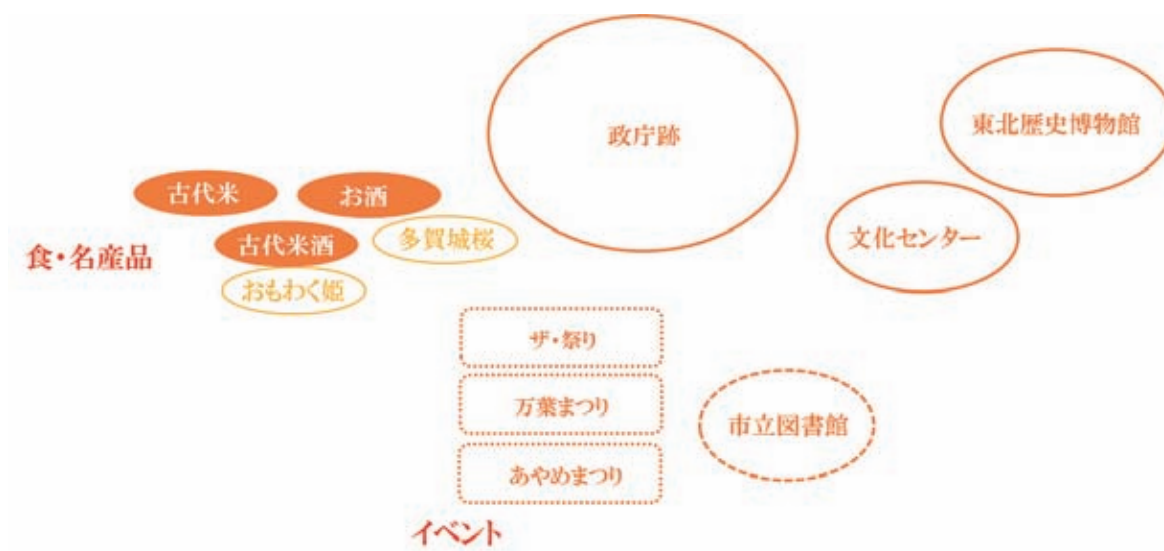 政庁跡
東北歴史博物館
古代米
お酒
文化センター
古代米酒
多賀城桜
食・名産品
おもわく姫
ザ・祭り
万葉まつり
市立図書館
あやめまつり
イベント